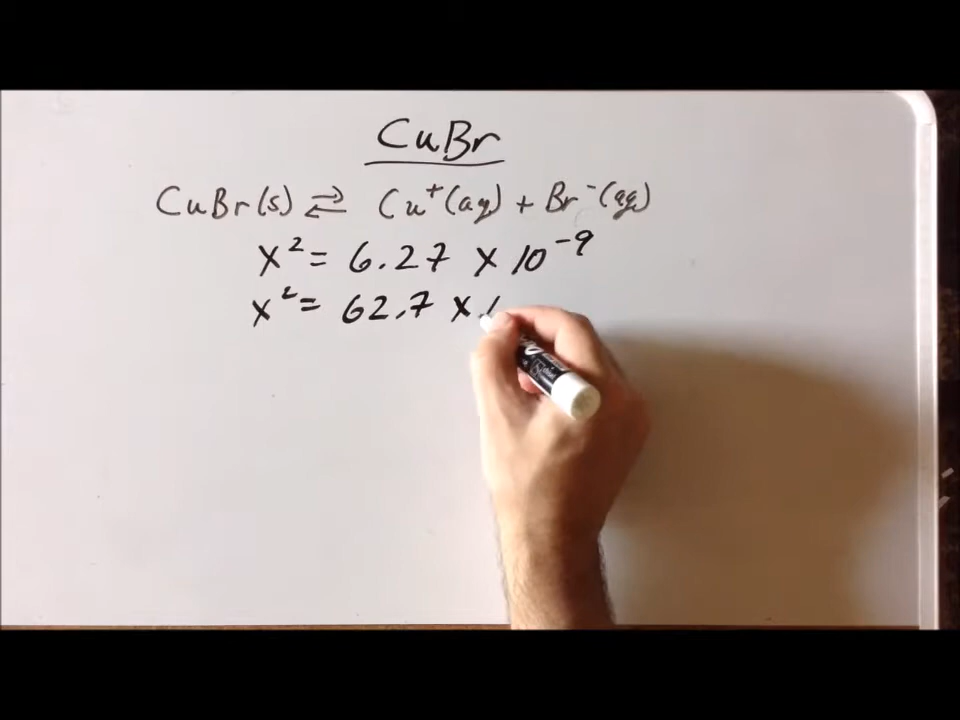 CuBr
CuBr(s) ⇌ Cu⁺(aq) + Br⁻(aq)
x² = 6.27 x 10⁻⁹
x² = 62.7 x